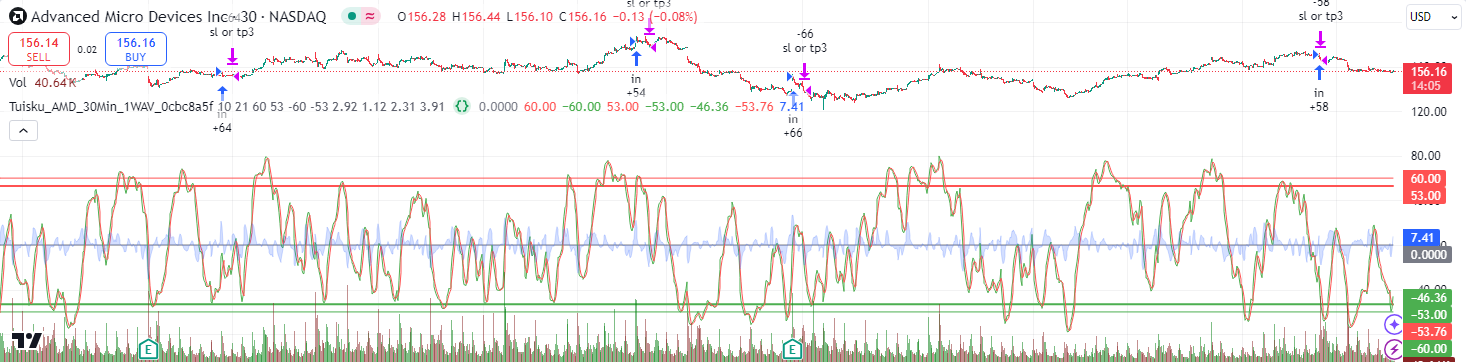 Advanced Micro Devices Inc · 30 · NASDAQ O156.28 H156.44 L156.10 C156.16 −0.13 (−0.08%)
-64
sl or tp3
sl or tp3
-66
sl or tp3
-58
sl or tp3
USD
156.14
SELL
0.02
156.16
BUY
Vol 40.64K
156.16
14:05
120.00
Tuisku_AMD_30Min_1WAV_0cbc8a5f 10 21 60 53 -60 -53 2.92 1.12 2.31 3.91 {} 0.0000 60.00 −60.00 53.00 −53.00 −46.36 −53.76 7.41
in
+64
in
+54
in
+66
in
+58
80.00
60.00
53.00
7.41
0.0000
−46.36
−53.00
−53.76
−60.00
E
E